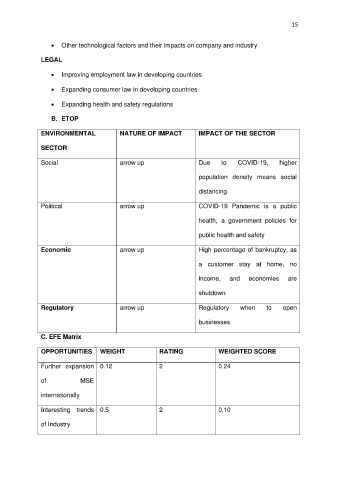 15
• Other technological factors and their impacts on company and industry
LEGAL
• Improving employment law in developing countries
• Expanding consumer law in developing countries
• Expanding health and safety regulations
B. ETOP
ENVIRONMENTAL SECTOR NATURE OF IMPACT IMPACT OF THE SECTOR
Social arrow up Due to COVID-19, higher
population density means social
distancing
Political arrow up COVID-19 Pandemic is a public
health, a government policies for
public health and safety
Economic arrow up High percentage of bankruptcy, as
a customer stay at home, no
income, and economies are
shutdown
Regulatory arrow up Regulatory when to open
businesses
C. EFE Matrix
OPPORTUNITIES WEIGHT RATING WEIGHTED SCORE
Further expansion 0.12 2 0.24
of MSE
internationally
Interesting trends 0.5 2 0.10
of Industry